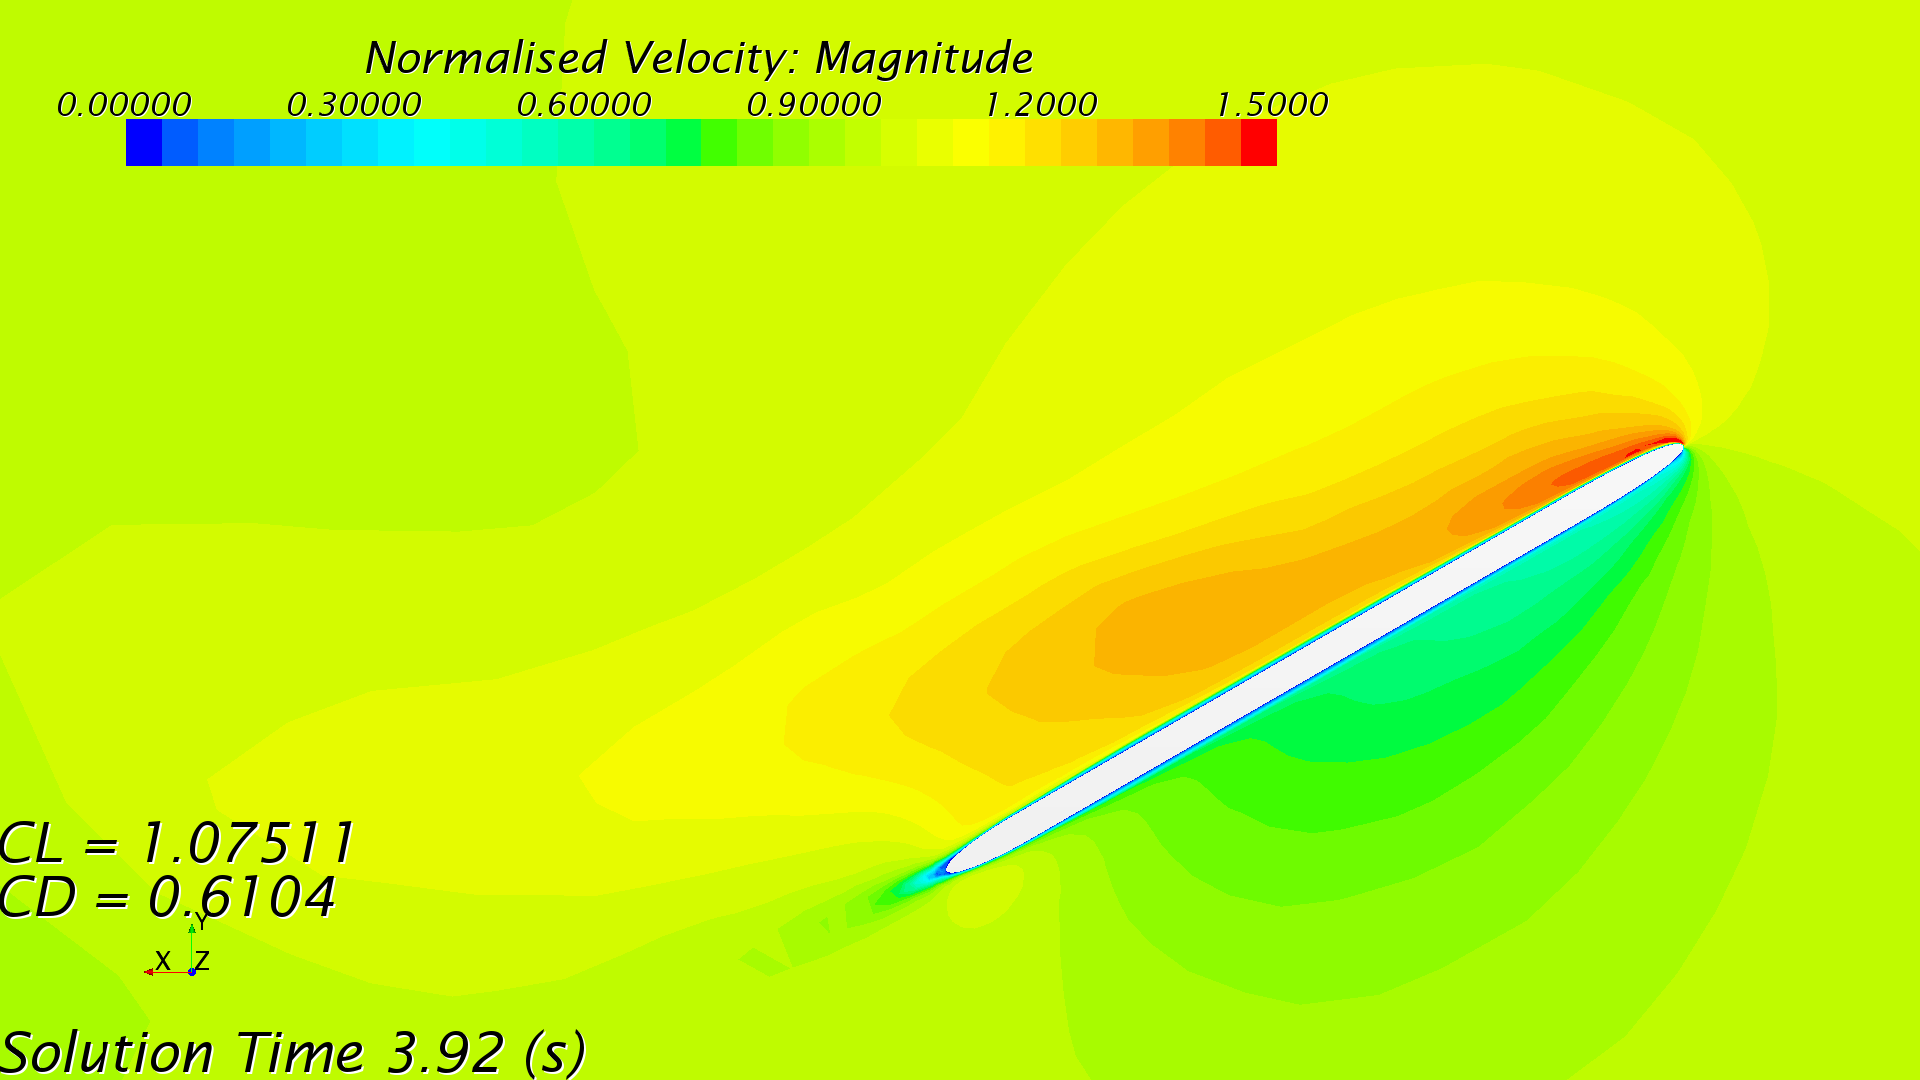 Normalised Velocity: Magnitude
0.00000 0.30000 0.60000 0.90000 1.2000 1.5000
CL = 1.07511
CD = 0.6104
Y
X Z
Solution Time 3.92 (s)